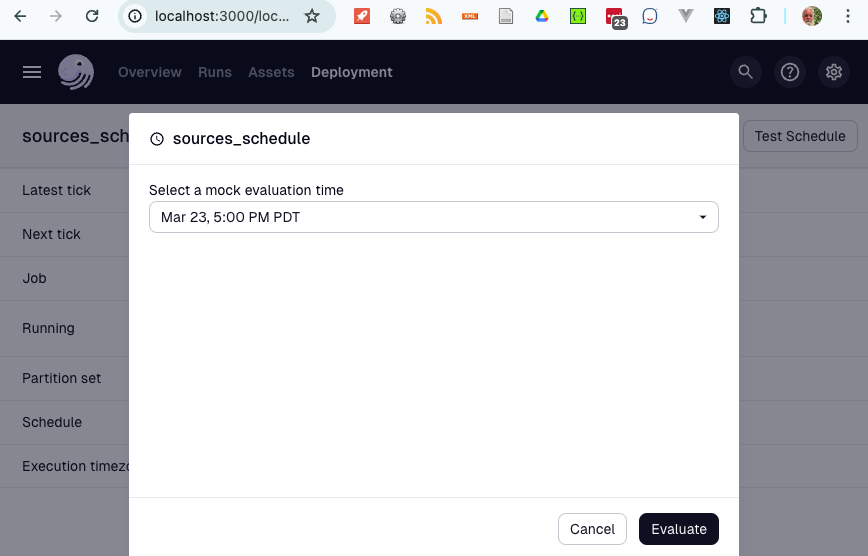 localhost:3000/loc...
XML
23
Overview Runs Assets Deployment
sources_sch
Test Schedule
sources_schedule
Latest tick
Select a mock evaluation time
Mar 23, 5:00 PM PDT
Next tick
Job
Running
Partition set
Schedule
Execution timezo
Cancel Evaluate